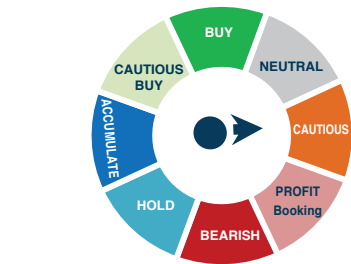 BUY
NEUTRAL
CAUTIOUS
PROFIT
Booking
BEARISH
HOLD
ACCUMULATE
CAUTIOUS
BUY